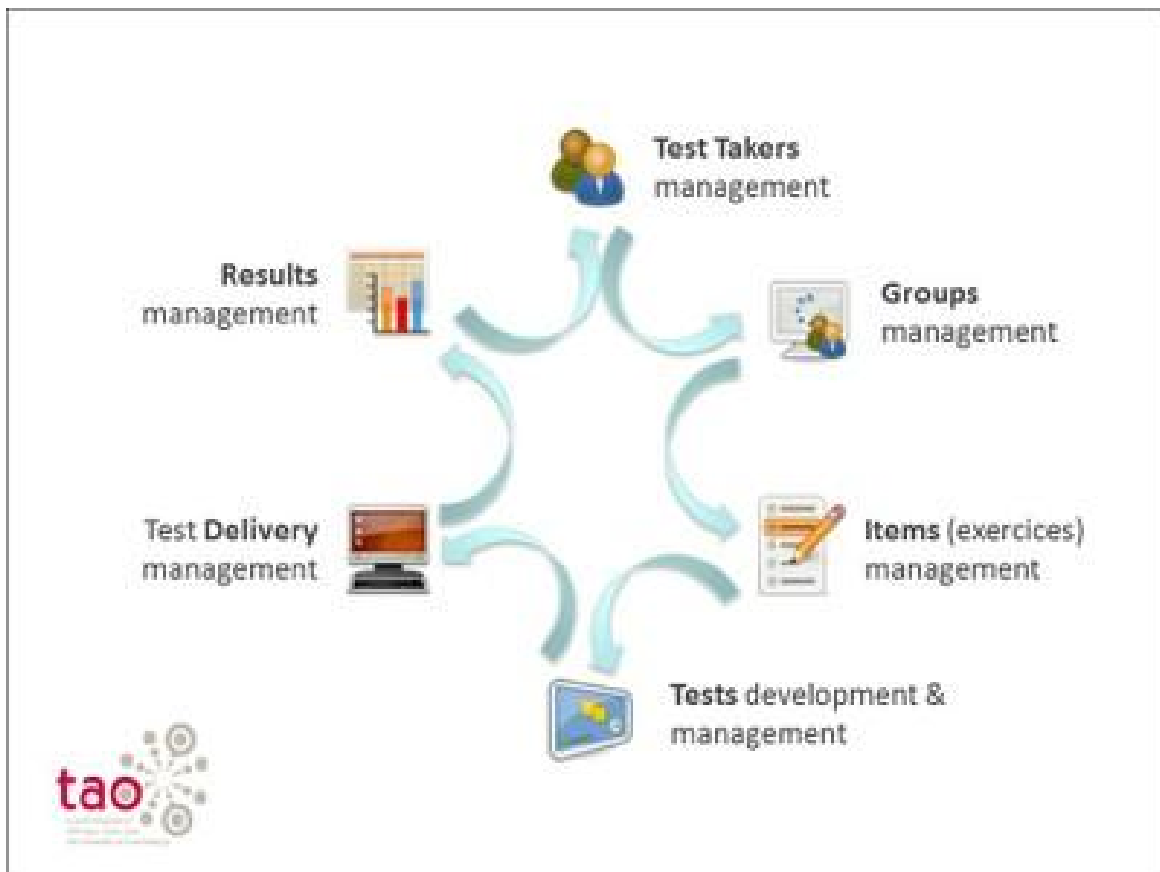 Test Takers
management
Results
management
Groups
management
Test Delivery
management
Items (exercices)
management
Tests development &
management
tao